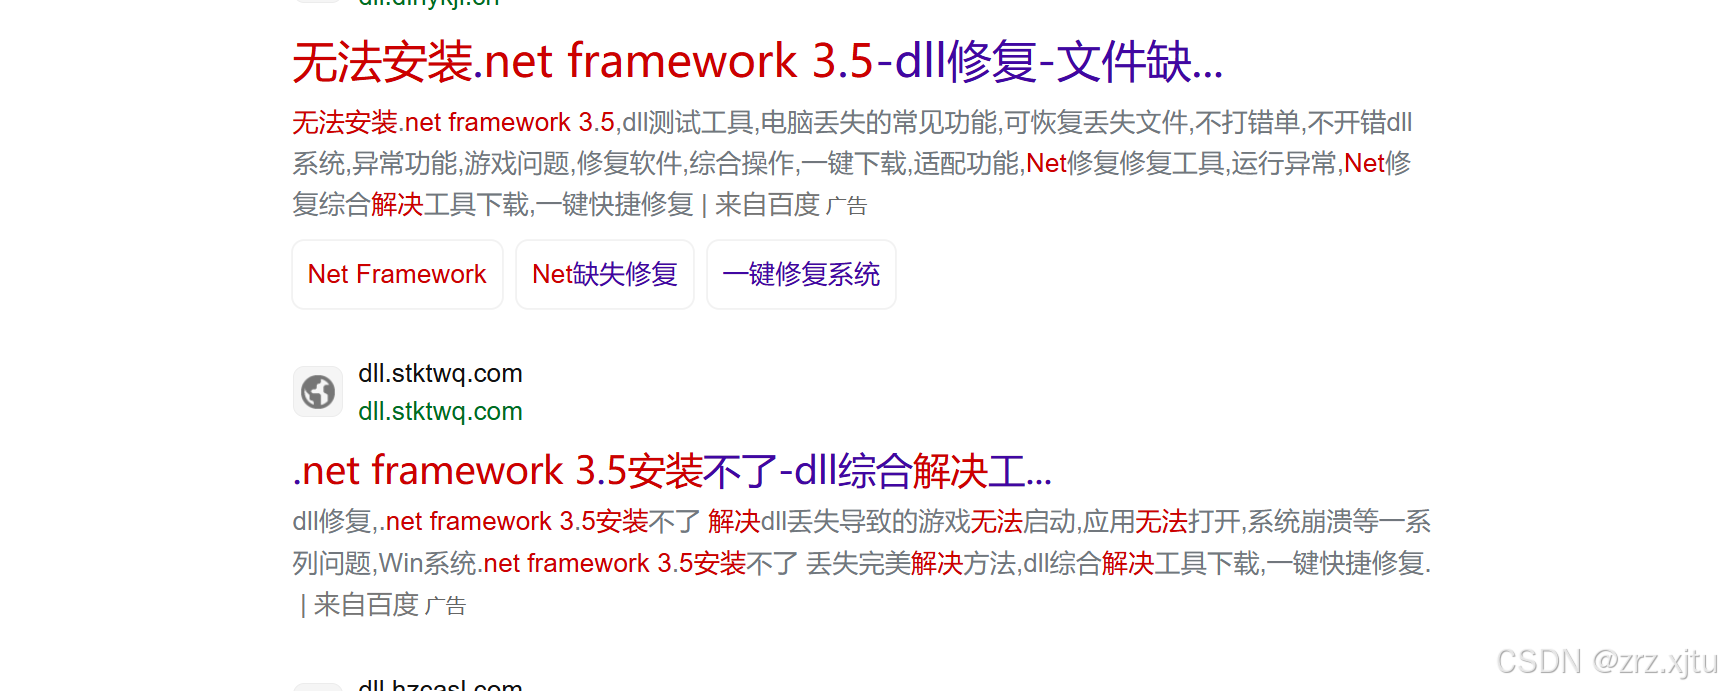 无法安装.net framework 3.5-dll修复-文件缺...
无法安装.net framework 3.5,dll测试工具,电脑丢失的常见功能,可恢复丢失文件,不打错单,不开错dll
系统,异常功能,游戏问题,修复软件,综合操作,一键下载,适配功能,Net修复修复工具,运行异常,Net修
复综合解决工具下载,一键快捷修复 | 来自百度 广告
Net Framework Net缺失修复 一键修复系统
dll.stktwq.com
dll.stktwq.com
.net framework 3.5安装不了-dll综合解决工...
dll修复,.net framework 3.5安装不了 解决dll丢失导致的游戏无法启动,应用无法打开,系统崩溃等一系
列问题,Win系统.net framework 3.5安装不了 丢失完美解决方法,dll综合解决工具下载,一键快捷修复.
| 来自百度 广告
CSDN @zrz.xjtu